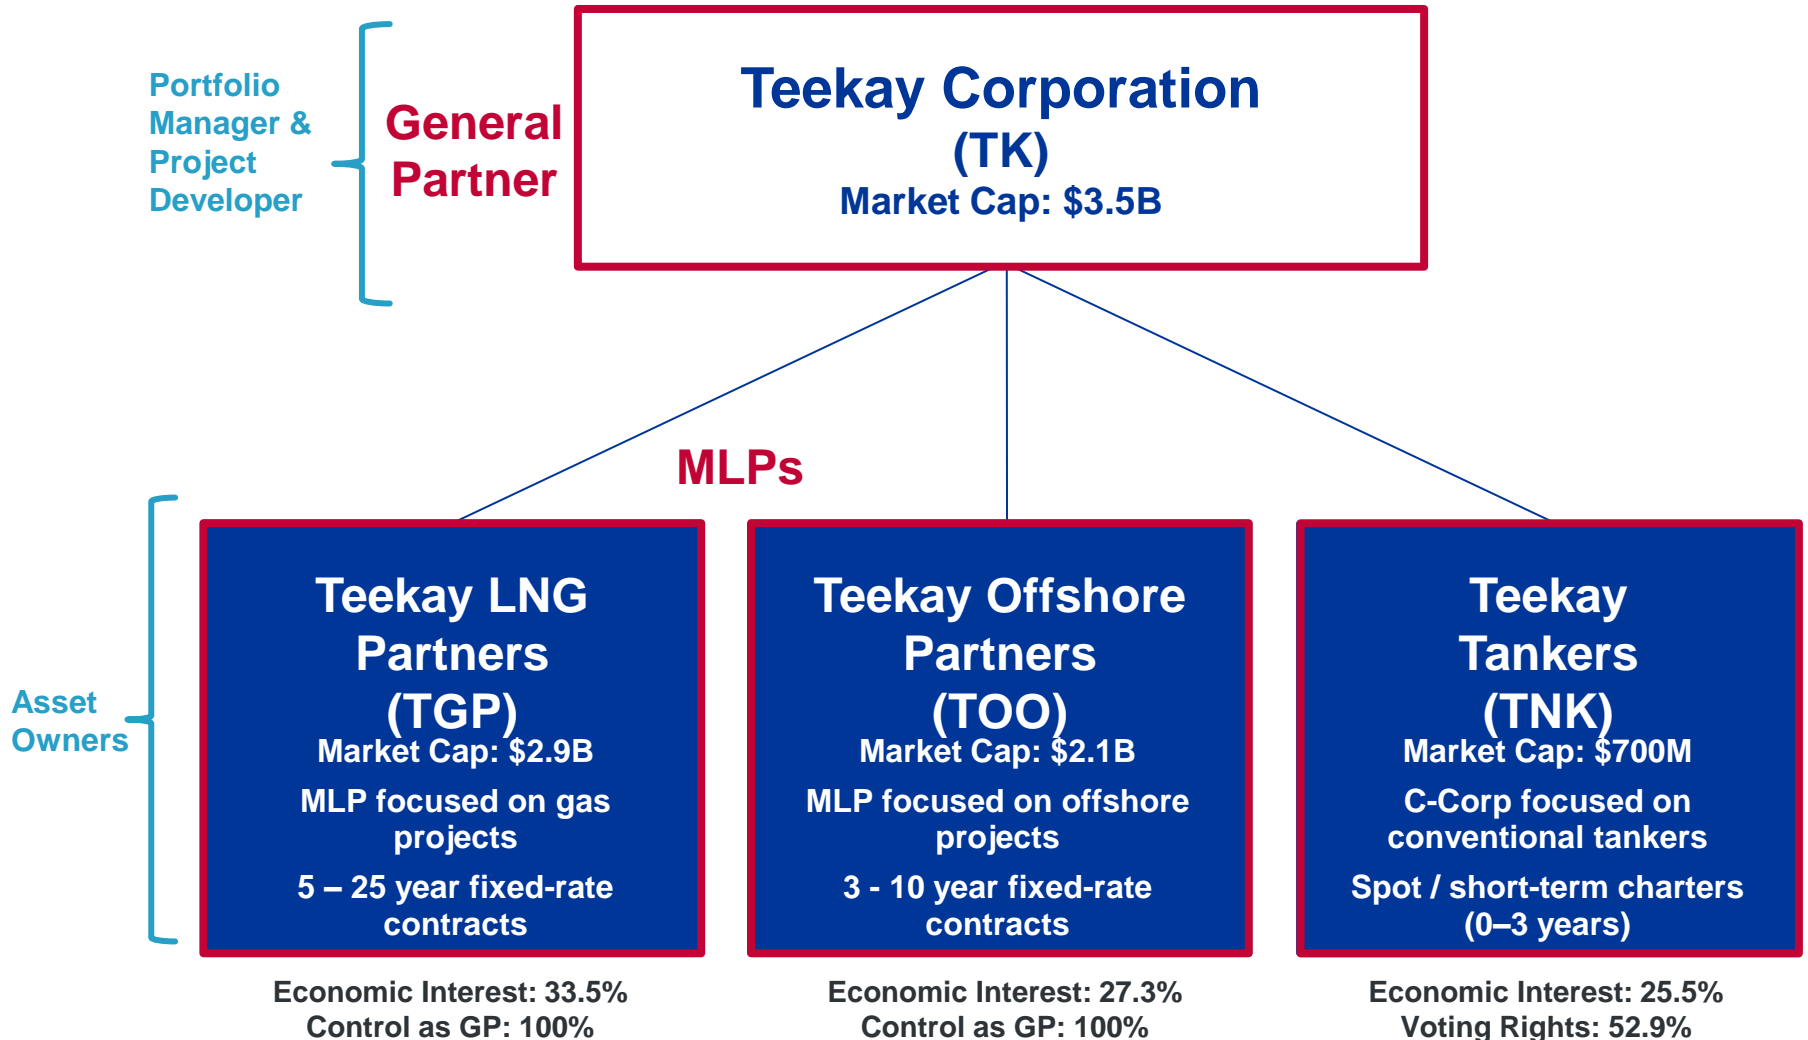 Portfolio
Manager &
Project
Developer
General
Partner
Teekay Corporation
(TK)
Market Cap: $3.5B
MLPs
Asset
Owners
Teekay LNG
Partners
(TGP)
Market Cap: $2.9B
MLP focused on gas
projects
5 – 25 year fixed-rate
contracts
Economic Interest: 33.5%
Control as GP: 100%
Teekay Offshore
Partners
(TOO)
Market Cap: $2.1B
MLP focused on offshore
projects
3 - 10 year fixed-rate
contracts
Economic Interest: 27.3%
Control as GP: 100%
Teekay
Tankers
(TNK)
Market Cap: $700M
C-Corp focused on
conventional tankers
Spot / short-term charters
(0–3 years)
Economic Interest: 25.5%
Voting Rights: 52.9%